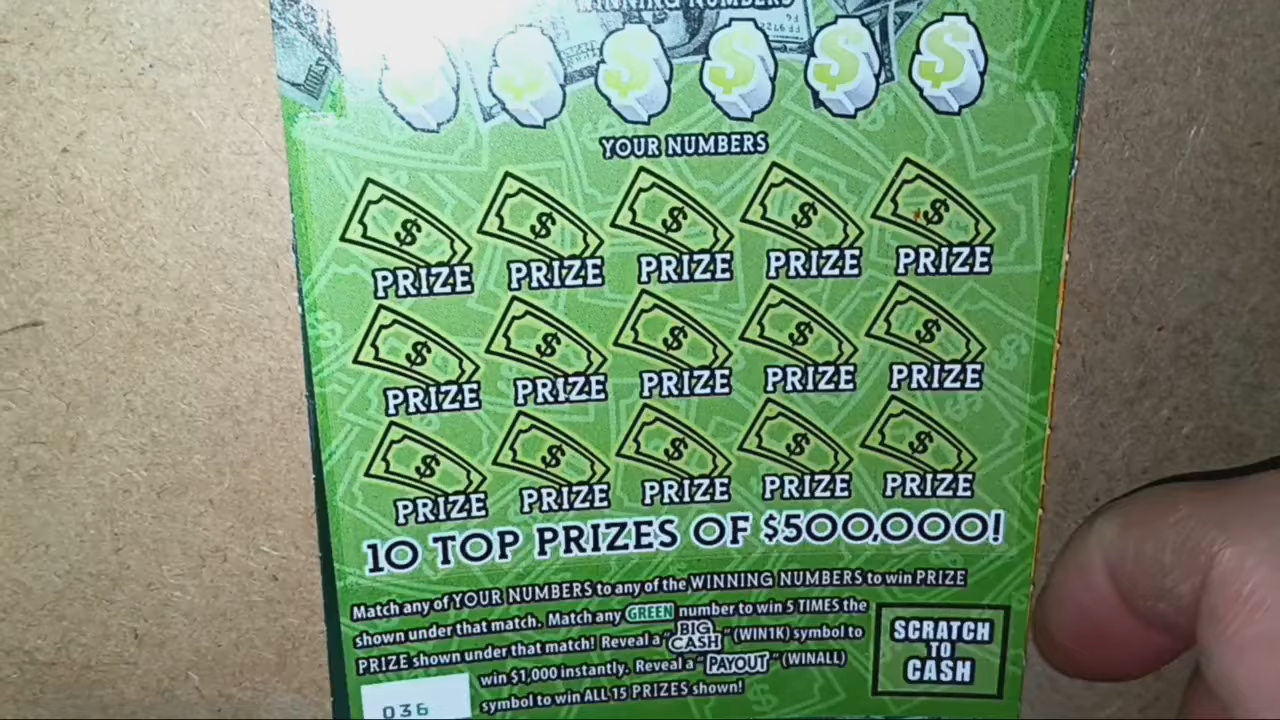 WINNING NUMBERS
$ $ $ $ $ $
YOUR NUMBERS
$ $ $ $ $
PRIZE PRIZE PRIZE PRIZE PRIZE
$ $ $ $ $
PRIZE PRIZE PRIZE PRIZE PRIZE
$ $ $ $ $
PRIZE PRIZE PRIZE PRIZE PRIZE
10 TOP PRIZES OF $500,000!
Match any of YOUR NUMBERS to any of the WINNING NUMBERS to win PRIZE
shown under that match. Match any GREEN number to win 5 TIMES the
PRIZE shown under that match! Reveal a "BIG CASH" (WIN1K) symbol to
win $1,000 instantly. Reveal a "PAYOUT" (WINALL)
symbol to win ALL 15 PRIZES shown!
SCRATCH
TO
CASH
036